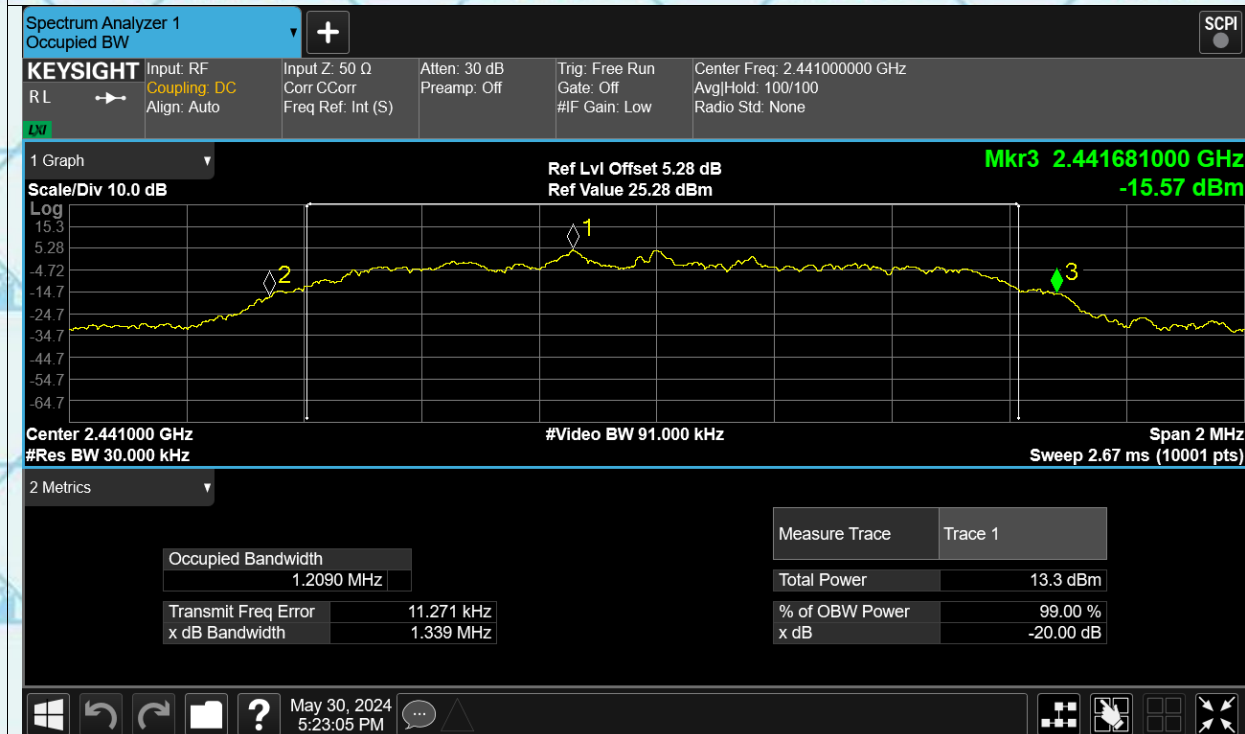 Spectrum Analyzer 1
Occupied BW
▼
+
SCPI
KEYSIGHT
RL
LXI
Input: RF
Coupling: DC
Align: Auto
Input Z: 50 Ω
Corr CCorr
Freq Ref: Int (S)
Atten: 30 dB
Preamp: Off
Trig: Free Run
Gate: Off
#IF Gain: Low
Center Freq: 2.441000000 GHz
Avg|Hold: 100/100
Radio Std: None
1 Graph ▼
Scale/Div 10.0 dB
Ref Lvl Offset 5.28 dB
Ref Value 25.28 dBm
Mkr3 2.441681000 GHz
-15.57 dBm
Log
15.3
5.28
-4.72
-14.7
-24.7
-34.7
-44.7
-54.7
-64.7
1
2
3
Center 2.441000 GHz
#Video BW 91.000 kHz
Span 2 MHz
#Res BW 30.000 kHz
Sweep 2.67 ms (10001 pts)
2 Metrics ▼
Measure Trace Trace 1
Occupied Bandwidth
1.2090 MHz
Total Power 13.3 dBm
Transmit Freq Error 11.271 kHz
% of OBW Power 99.00 %
x dB Bandwidth 1.339 MHz
x dB -20.00 dB
?
May 30, 2024
5:23:05 PM
...